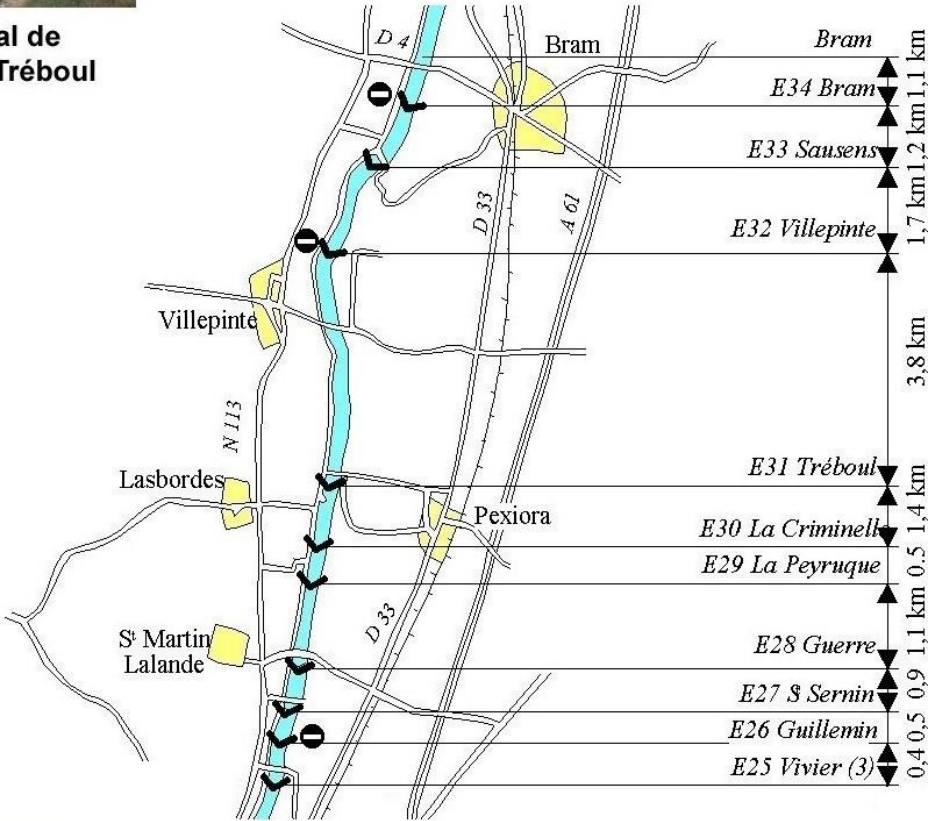 al de
Tréboul
D 4
Bram
Bram
1,1 km
E34 Bram
1,2 km
E33 Sausens
1,7 km
D 33
A 61
E32 Villepinte
Villepinte
3,8 km
N 113
Lasbordes
E31 Tréboul
1,4 km
Pexiora
E30 La Criminelle
0.5
E29 La Peyruque
1,1 km
D 33
St Martin
Lalande
E28 Guerre
0,9
E27 S Sernin
0,5
E26 Guillemin
0,4
E25 Vivier (3)